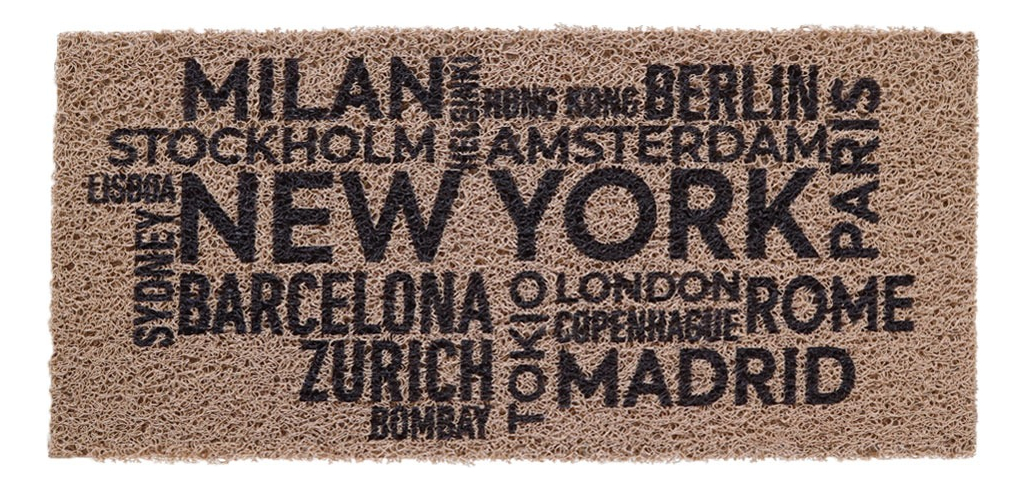 MILAN
HELSINKI
HONG KONG
BERLIN
PARIS
STOCKHOLM
AMSTERDAM
LISBOA
NEW YORK
SYDNEY
BARCELONA
TOKIO
LONDON
ROME
COPENHAGUE
ZURICH
MADRID
BOMBAY